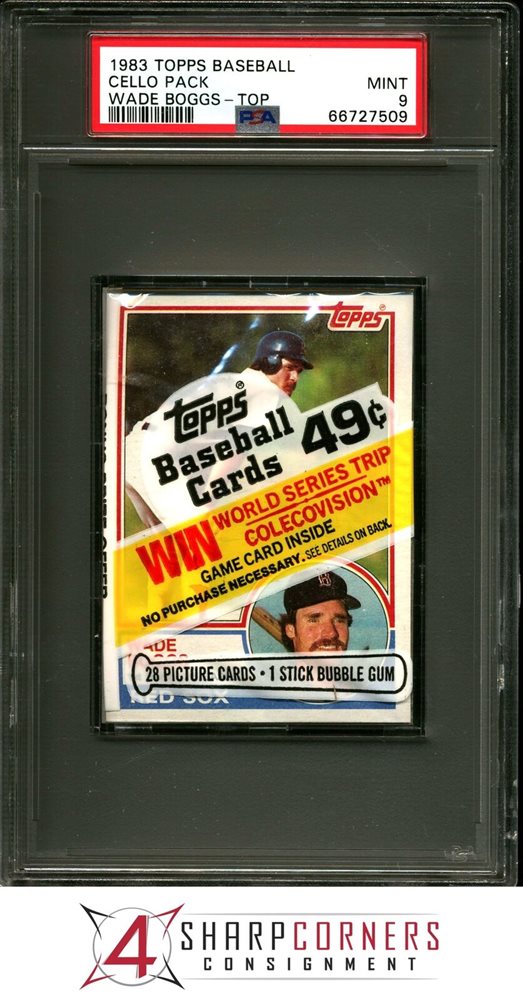 1983 TOPPS BASEBALL
CELLO PACK MINT
WADE BOGGS - TOP 9
PSA 66727509
TOPPS®
TOPPS®
Baseball
Cards 49¢
WIN WORLD SERIES TRIP
COLECOVISION™
GAME CARD INSIDE
NO PURCHASE NECESSARY. SEE DETAILS ON BACK.
B
WADE
28 PICTURE CARDS • 1 STICK BUBBLE GUM
RED SOX
4 SHARPCORNERS
CONSIGNMENT